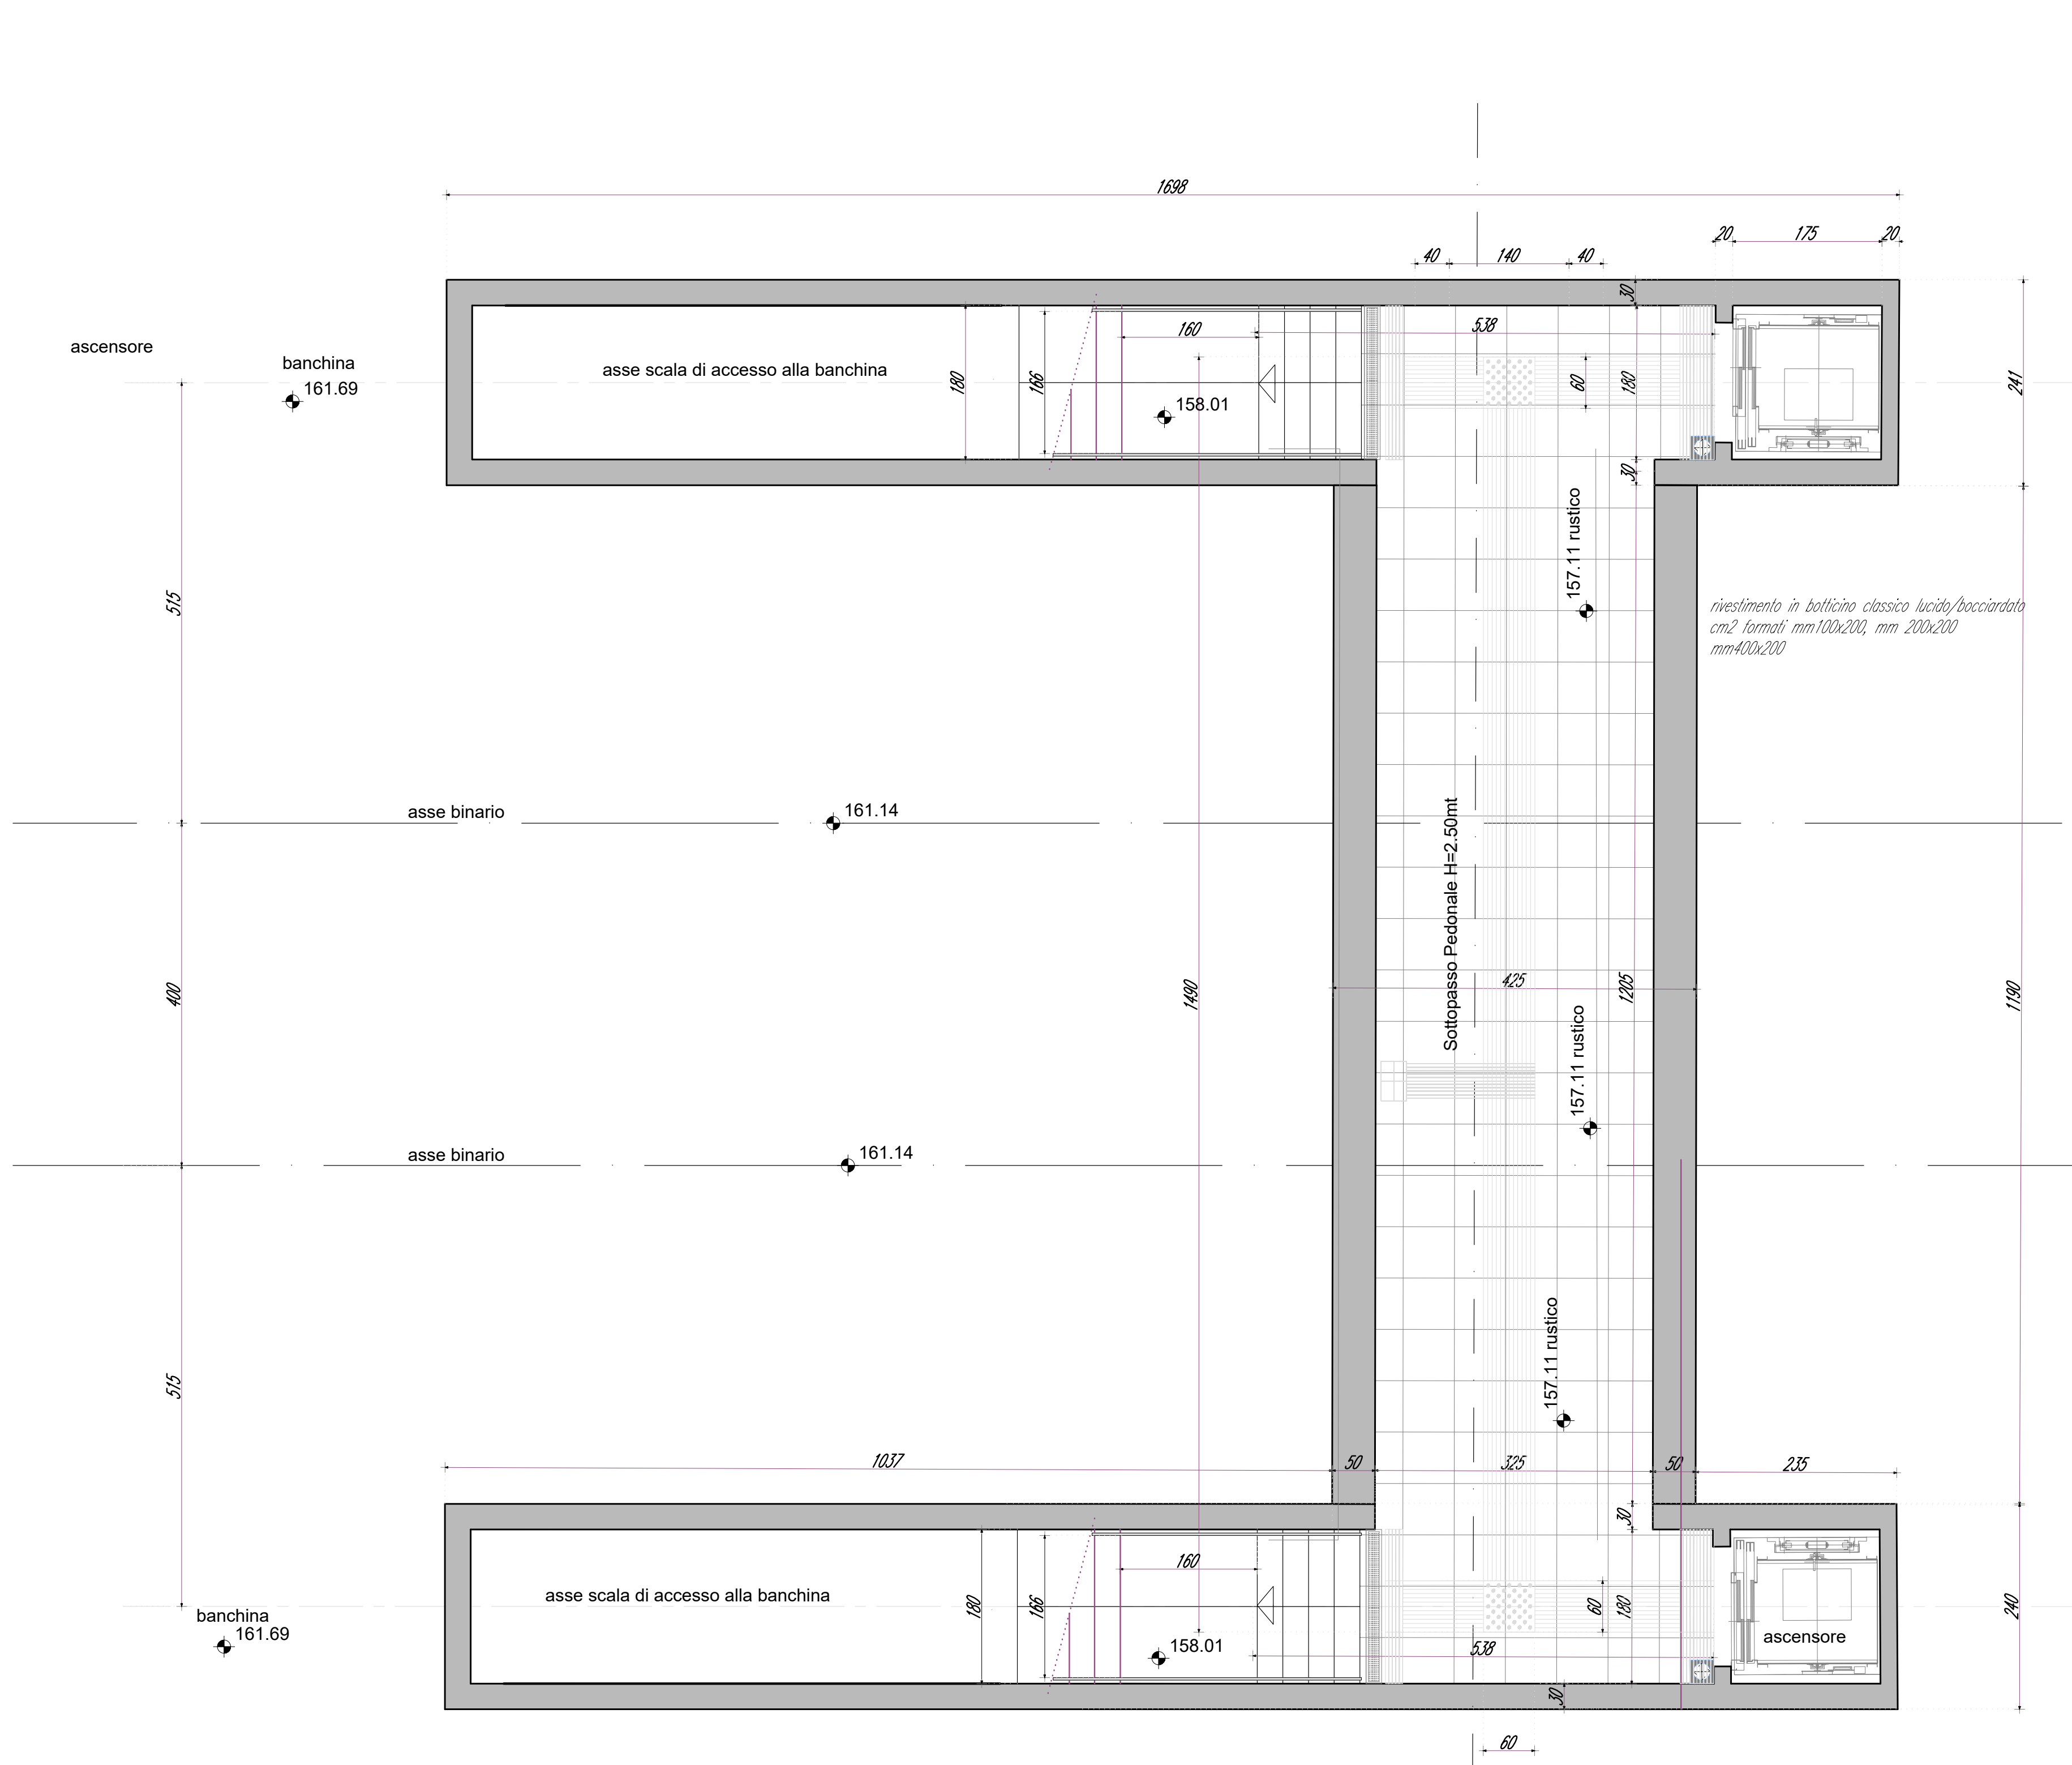 1698
20
175
20
40
140
40
30
538
160
ascensore
banchina
161.69
asse scala di accesso alla banchina
180
166
158.01
60
180
241
30
157.11 rustico
515
rivestimento in botticino classico lucido/bocciardato
cm2 formati mm100x200, mm 200x200
mm400x200
asse binario
161.14
Sottopasso Pedonale H=2.50mt
400
1490
425
1205
1190
157.11 rustico
asse binario
161.14
515
157.11 rustico
1037
50
325
50
235
30
160
asse scala di accesso alla banchina
180
166
60
180
240
banchina
161.69
158.01
538
ascensore
30
60